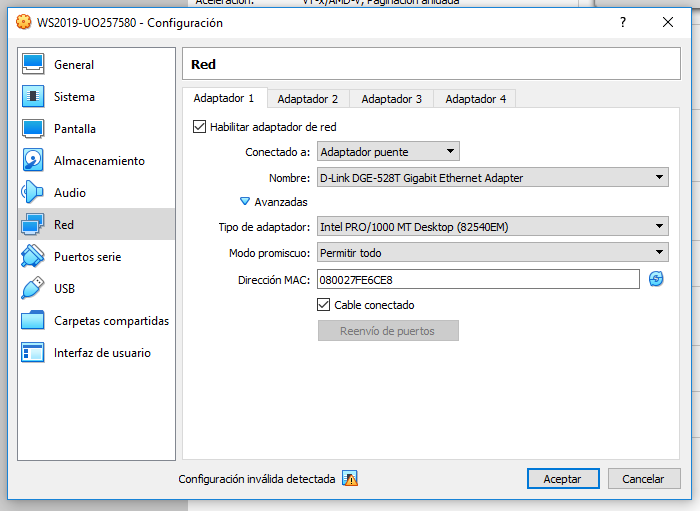 Aceleración: VT-x/AMD-V, Paginación anidada
WS2019-UO257580 - Configuración
General
Sistema
Pantalla
Almacenamiento
Audio
Red
Puertos serie
USB
Carpetas compartidas
Interfaz de usuario
Red
Adaptador 1 Adaptador 2 Adaptador 3 Adaptador 4
Habilitar adaptador de red
Conectado a: Adaptador puente
Nombre: D-Link DGE-528T Gigabit Ethernet Adapter
Avanzadas
Tipo de adaptador: Intel PRO/1000 MT Desktop (82540EM)
Modo promiscuo: Permitir todo
Dirección MAC: 080027FE6CE8
Cable conectado
Reenvío de puertos
Configuración inválida detectada
Aceptar Cancelar